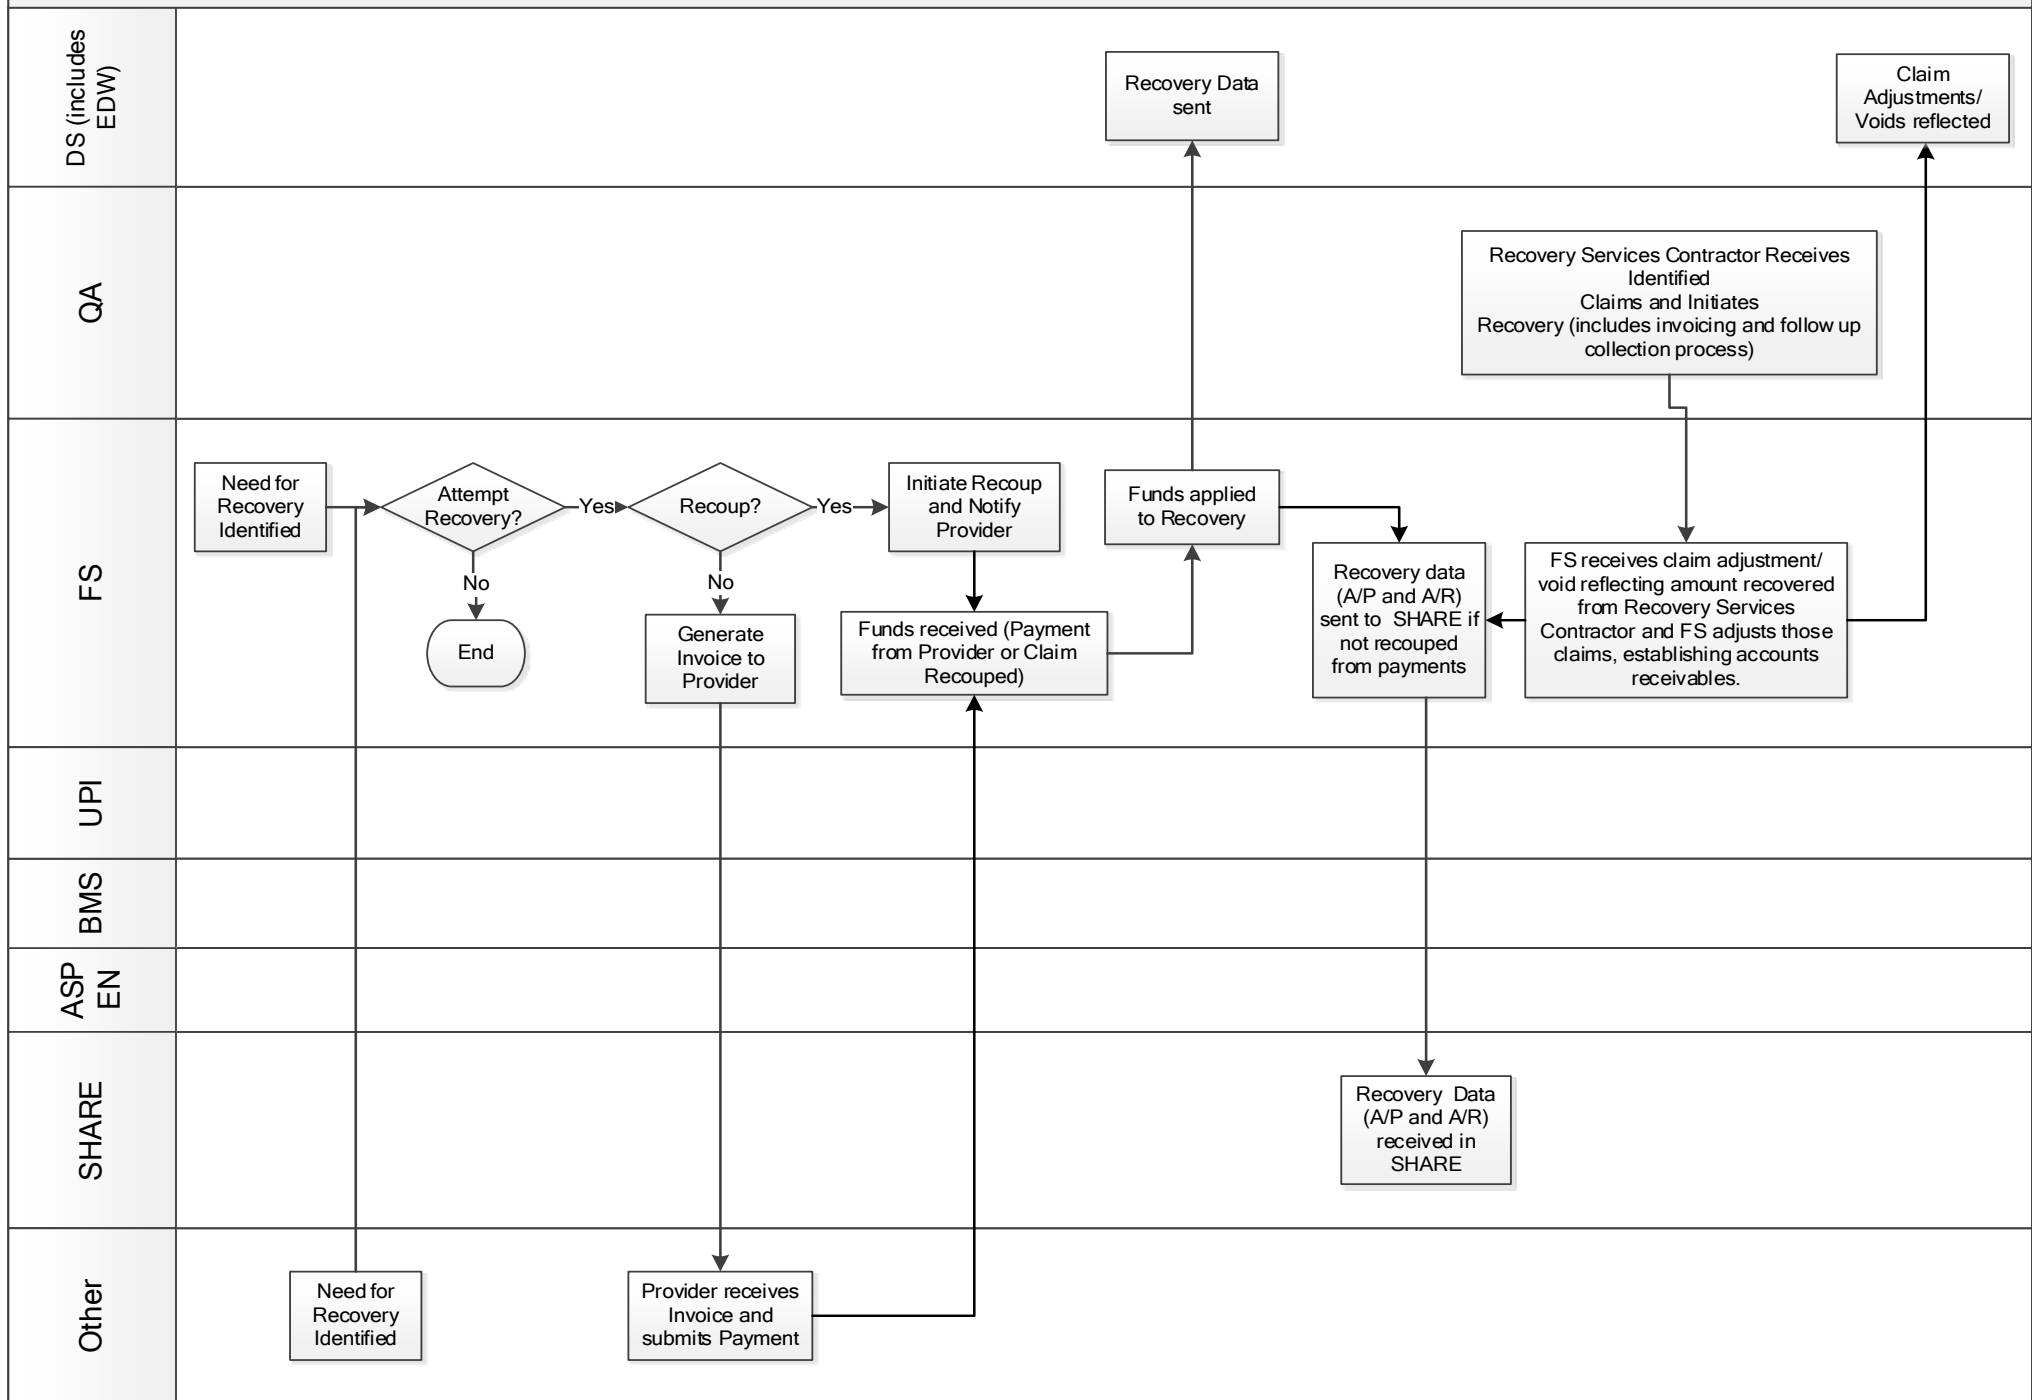 DS (includes
EDW)
Recovery Data
sent
Claim
Adjustments/
Voids reflected
QA
Recovery Services Contractor Receives
Identified
Claims and Initiates
Recovery (includes invoicing and follow up
collection process)
FS
Need for
Recovery
Identified
Attempt
Recovery?
Yes
No
End
Recoup?
Yes
No
Generate
Invoice to
Provider
Initiate Recoup
and Notify
Provider
Funds received (Payment
from Provider or Claim
Recouped)
Funds applied
to Recovery
Recovery data
(A/P and A/R)
sent to SHARE if
not recouped
from payments
FS receives claim adjustment/
void reflecting amount recovered
from Recovery Services
Contractor and FS adjusts those
claims, establishing accounts
receivables.
UPI
BMS
ASP
EN
SHARE
Recovery Data
(A/P and A/R)
received in
SHARE
Other
Need for
Recovery
Identified
Provider receives
Invoice and
submits Payment